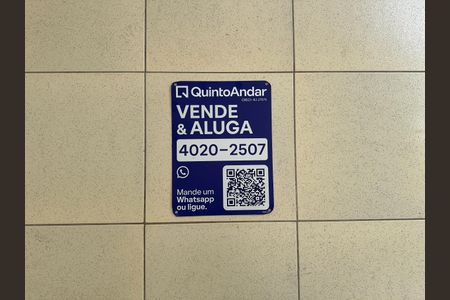 QuintoAndar
VENDE
& ALUGA
4020-2507
Mande um
Whatsapp
ou ligue.